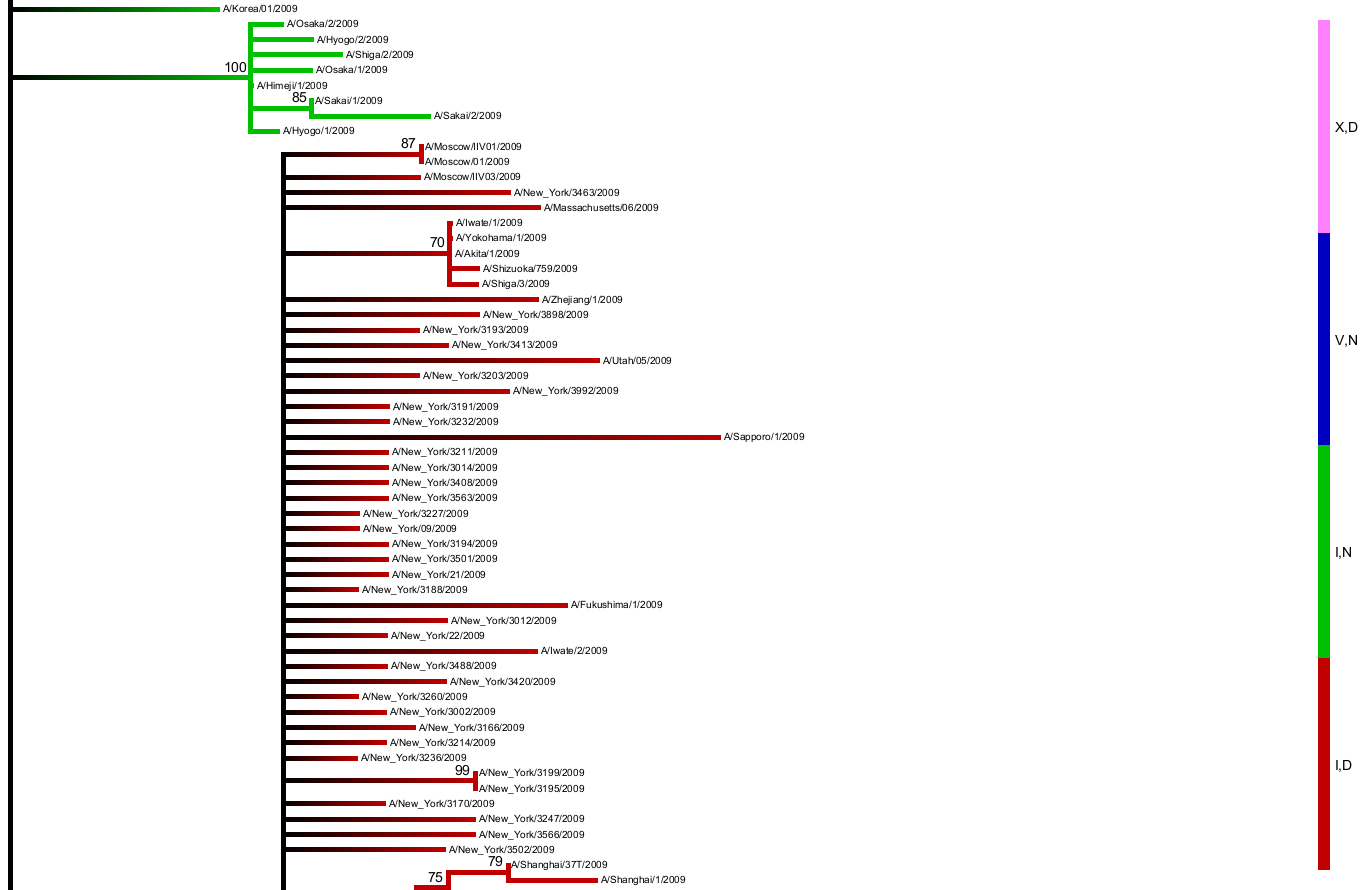 A/Korea/01/2009
A/Osaka/2/2009
A/Hyogo/2/2009
A/Shiga/2/2009
100
A/Osaka/1/2009
A/Himeji/1/2009
85
A/Sakai/1/2009
A/Sakai/2/2009
X,D
A/Hyogo/1/2009
87
A/Moscow/IIV01/2009
A/Moscow/01/2009
A/Moscow/IIV03/2009
A/New_York/3463/2009
A/Massachusetts/06/2009
A/Iwate/1/2009
70
A/Yokohama/1/2009
A/Akita/1/2009
A/Shizuoka/759/2009
A/Shiga/3/2009
A/Zhejiang/1/2009
A/New_York/3898/2009
A/New_York/3193/2009
V,N
A/New_York/3413/2009
A/Utah/05/2009
A/New_York/3203/2009
A/New_York/3992/2009
A/New_York/3191/2009
A/New_York/3232/2009
A/Sapporo/1/2009
A/New_York/3211/2009
A/New_York/3014/2009
A/New_York/3408/2009
A/New_York/3563/2009
A/New_York/3227/2009
A/New_York/09/2009
A/New_York/3194/2009
I,N
A/New_York/3501/2009
A/New_York/21/2009
A/New_York/3188/2009
A/Fukushima/1/2009
A/New_York/3012/2009
A/New_York/22/2009
A/Iwate/2/2009
A/New_York/3488/2009
A/New_York/3420/2009
A/New_York/3260/2009
A/New_York/3002/2009
A/New_York/3166/2009
A/New_York/3214/2009
A/New_York/3236/2009
I,D
99
A/New_York/3199/2009
A/New_York/3195/2009
A/New_York/3170/2009
A/New_York/3247/2009
A/New_York/3566/2009
A/New_York/3502/2009
79
A/Shanghai/37T/2009
75
A/Shanghai/1/2009